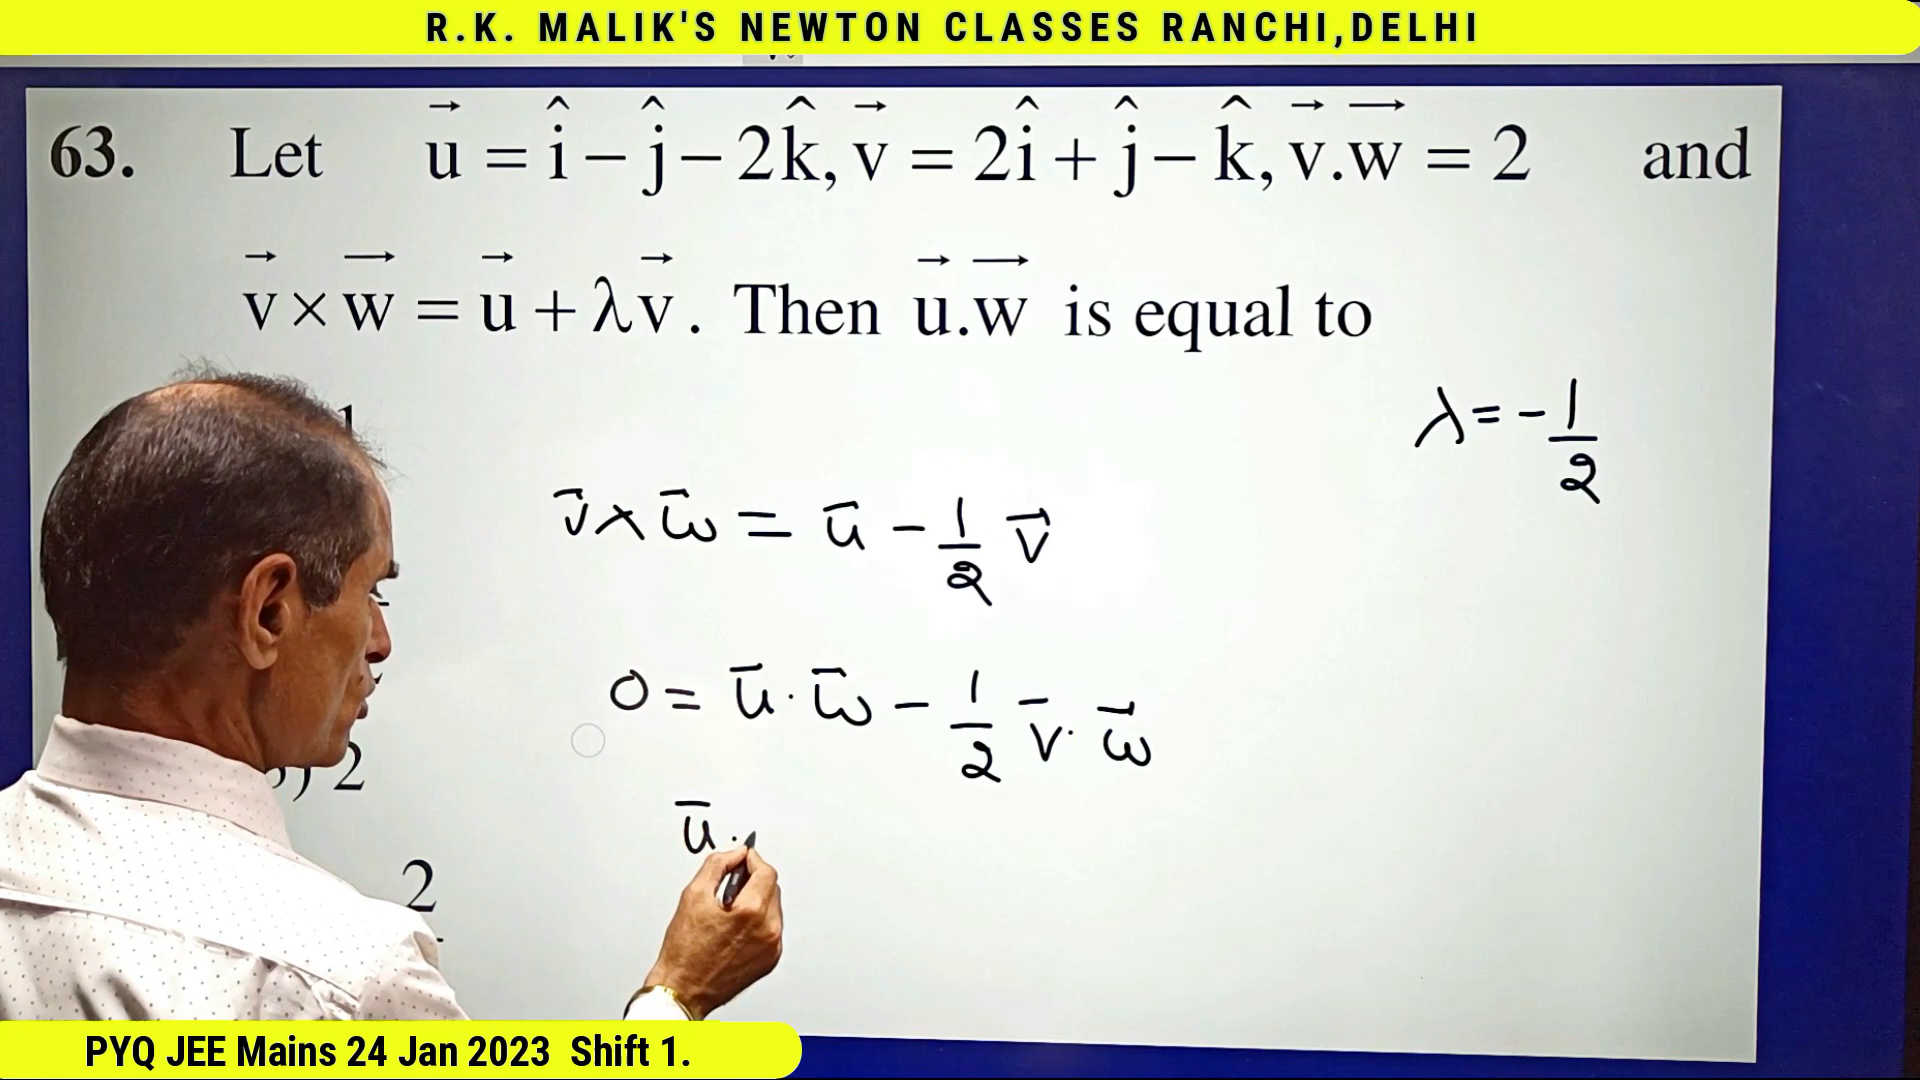 R.K. MALIK'S NEWTON CLASSES RANCHI,DELHI
63. Let u⃗ = î − ĵ − 2k̂, v⃗ = 2î + ĵ − k̂, v⃗.w⃗ = 2 and
v⃗ × w⃗ = u⃗ + λv⃗. Then u⃗.w⃗ is equal to
λ = -1/2
v̄ × w̄ = ū - 1/2 v⃗
0 = ū · w̄ - 1/2 v̄ · w⃗
) 2
ū ·
2
PYQ JEE Mains 24 Jan 2023 Shift 1.